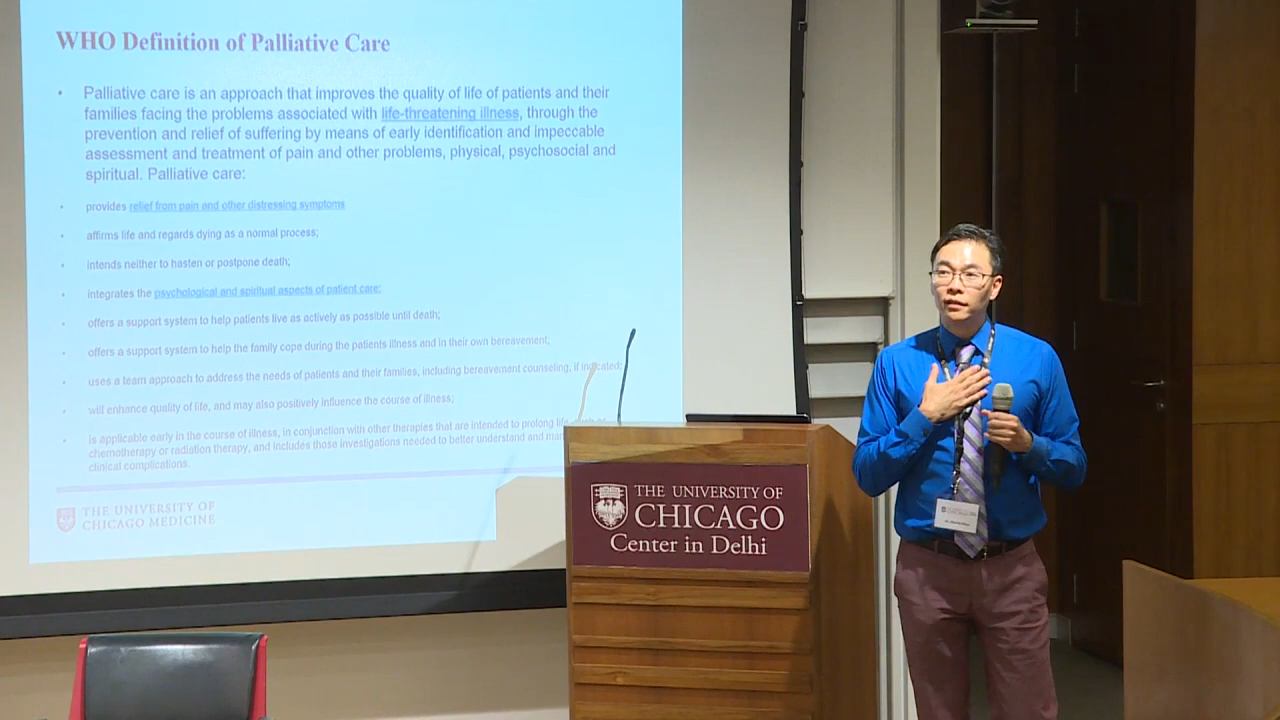 WHO Definition of Palliative Care
• Palliative care is an approach that improves the quality of life of patients and their
families facing the problems associated with life-threatening illness, through the
prevention and relief of suffering by means of early identification and impeccable
assessment and treatment of pain and other problems, physical, psychosocial and
spiritual. Palliative care:
• provides relief from pain and other distressing symptoms
• affirms life and regards dying as a normal process;
• intends neither to hasten or postpone death;
• integrates the psychological and spiritual aspects of patient care;
• offers a support system to help patients live as actively as possible until death;
• offers a support system to help the family cope during the patients illness and in their own bereavement;
• uses a team approach to address the needs of patients and their families, including bereavement counseling, if indicated;
• will enhance quality of life, and may also positively influence the course of illness;
• is applicable early in the course of illness, in conjunction with other therapies that are intended to prolong life,
chemotherapy or radiation therapy, and includes those investigations needed to better understand and
clinical complications.
THE UNIVERSITY OF
CHICAGO MEDICINE
THE UNIVERSITY OF
CHICAGO
Center in Delhi